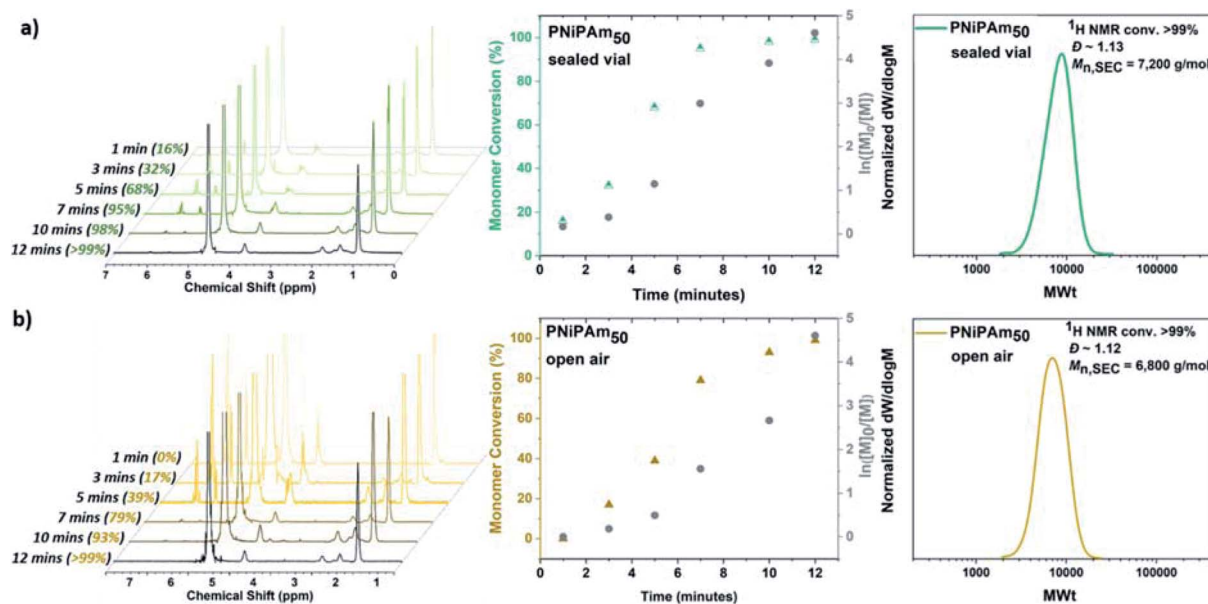 a)
1 min (16%)
3 mins (32%)
5 mins (68%)
7 mins (95%)
10 mins (98%)
12 mins (>99%)
7 6 5 4 3 2 1 0
Chemical Shift (ppm)
PNiPAm50
sealed vial
Monomer Conversion (%)
100
80
60
40
20
0
0 2 4 6 8 10 12
Time (minutes)
5
4
3
2
1
0
ln([M]0/[M])
Normalized dW/dlogM
PNiPAm50
sealed vial
1H NMR conv. >99%
Đ ~ 1.13
Mn,SEC = 7,200 g/mol
1000 10000 100000
MWt
b)
1 min (0%)
3 mins (17%)
5 mins (39%)
7 mins (79%)
10 mins (93%)
12 mins (>99%)
7 6 5 4 3 2 1
Chemical Shift (ppm)
PNiPAm50
open air
Monomer Conversion (%)
100
80
60
40
20
0
0 2 4 6 8 10 12
Time (minutes)
5
4
3
2
1
0
ln([M]0/[M])
Normalized dW/dlogM
PNiPAm50
open air
1H NMR conv. >99%
Đ ~ 1.12
Mn,SEC = 6,800 g/mol
1000 10000 100000
MWt